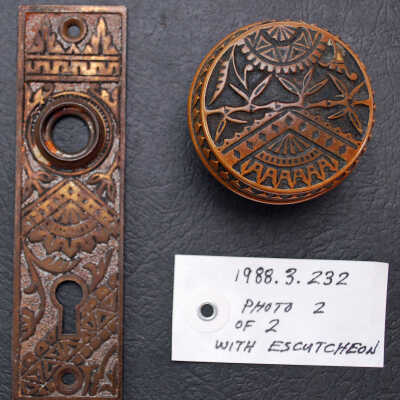 1988.3.232
PHOTO 2
OF 2
WITH ESCUTCHEON